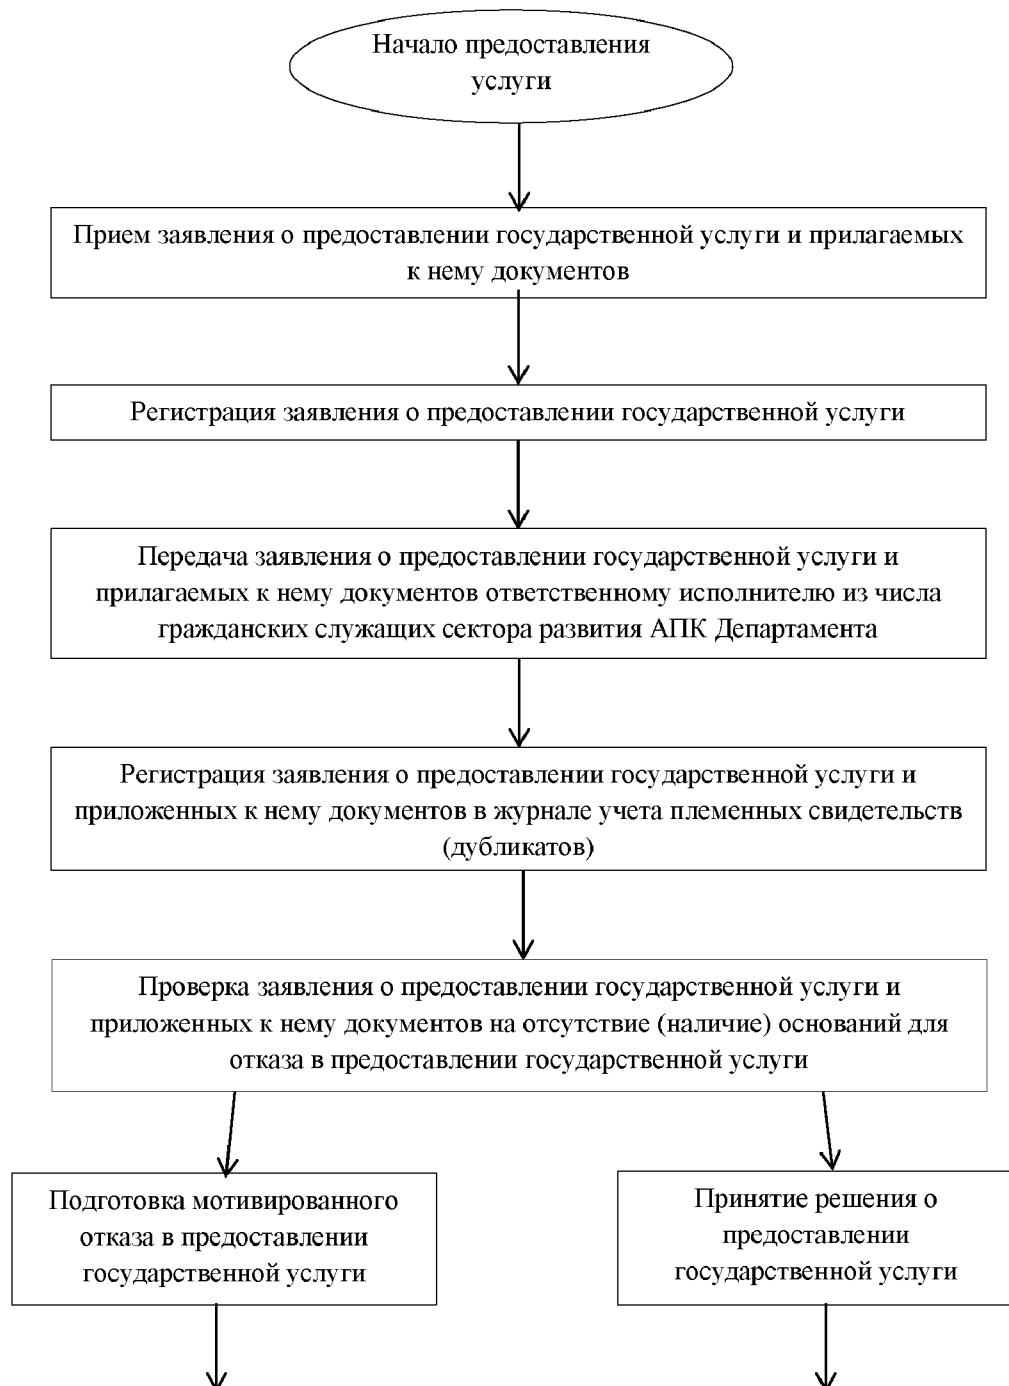 Начало предоставления
услуги
Прием заявления о предоставлении государственной услуги и прилагаемых
к нему документов
Регистрация заявления о предоставлении государственной услуги
Передача заявления о предоставлении государственной услуги и
прилагаемых к нему документов ответственному исполнителю из числа
гражданских служащих сектора развития АПК Департамента
Регистрация заявления о предоставлении государственной услуги и
приложенных к нему документов в журнале учета племенных свидетельств
(дубликатов)
Проверка заявления о предоставлении государственной услуги и
приложенных к нему документов на отсутствие (наличие) оснований для
отказа в предоставлении государственной услуги
Подготовка мотивированного
отказа в предоставлении
государственной услуги
Принятие решения о
предоставлении
государственной услуги